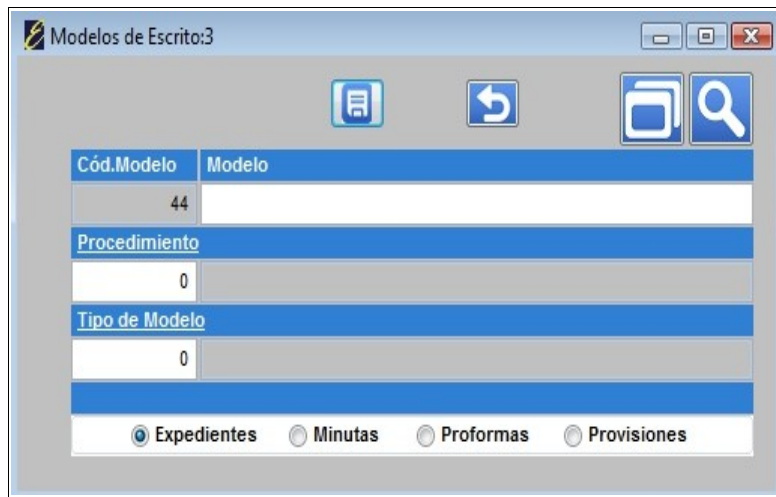 Modelos de Escrito:3
Cód.Modelo Modelo
44
Procedimiento
0
Tipo de Modelo
0
Expedientes Minutas Proformas Provisiones